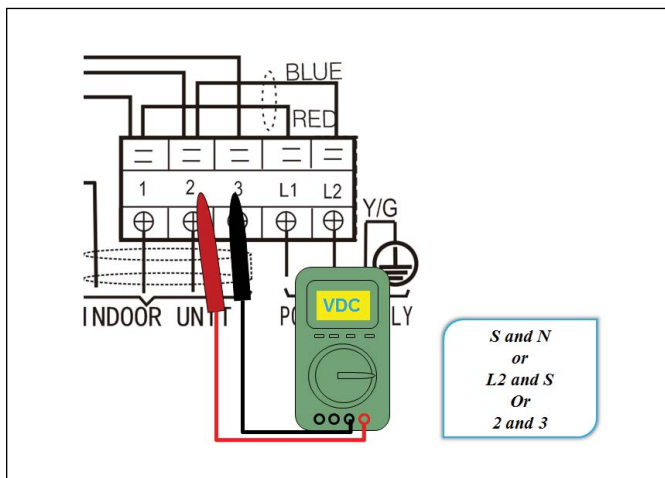 BLUE
RED
1 2 3 L1 L2
Y/G
INDOOR UNIT
VDC
S and N
or
L2 and S
Or
2 and 3